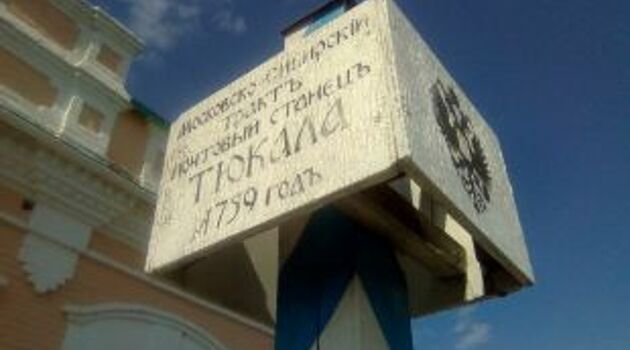 Московско-Сибирскій
трактъ
почтовый станецъ
ТЮКАЛА
1759 годъ